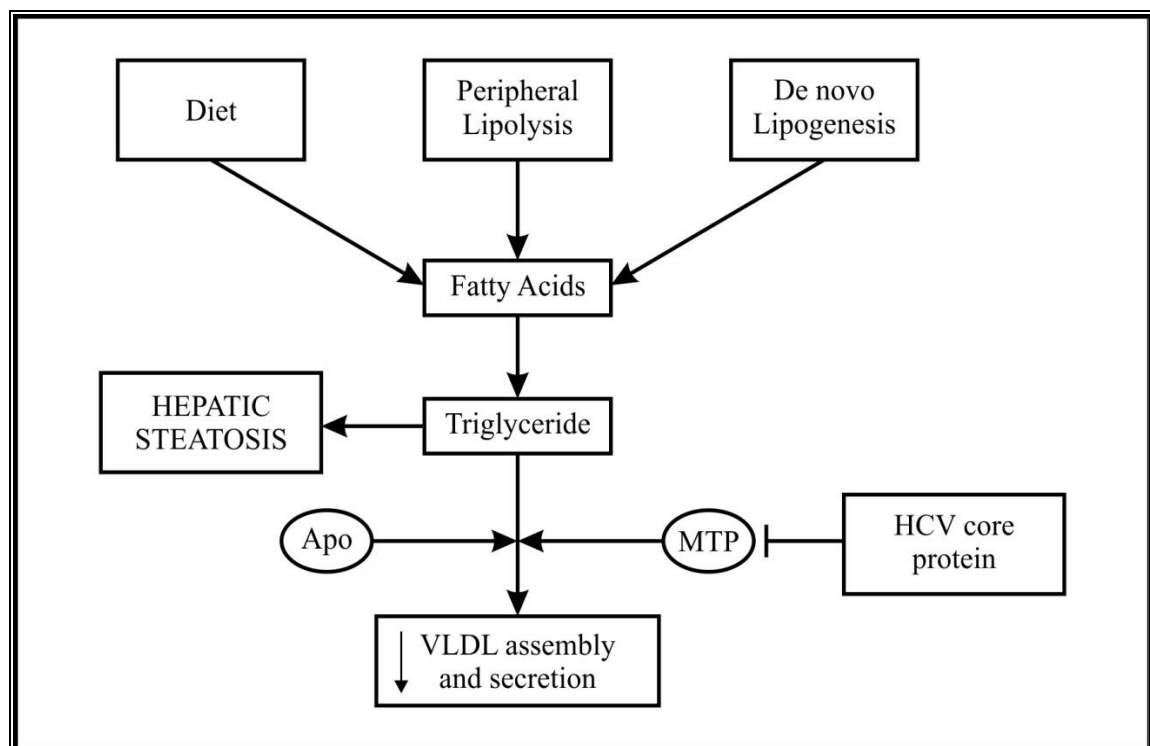 Diet
Peripheral
Lipolysis
De novo
Lipogenesis
Fatty Acids
HEPATIC
STEATOSIS
Triglyceride
Apo
MTP
HCV core
protein
VLDL assembly
and secretion